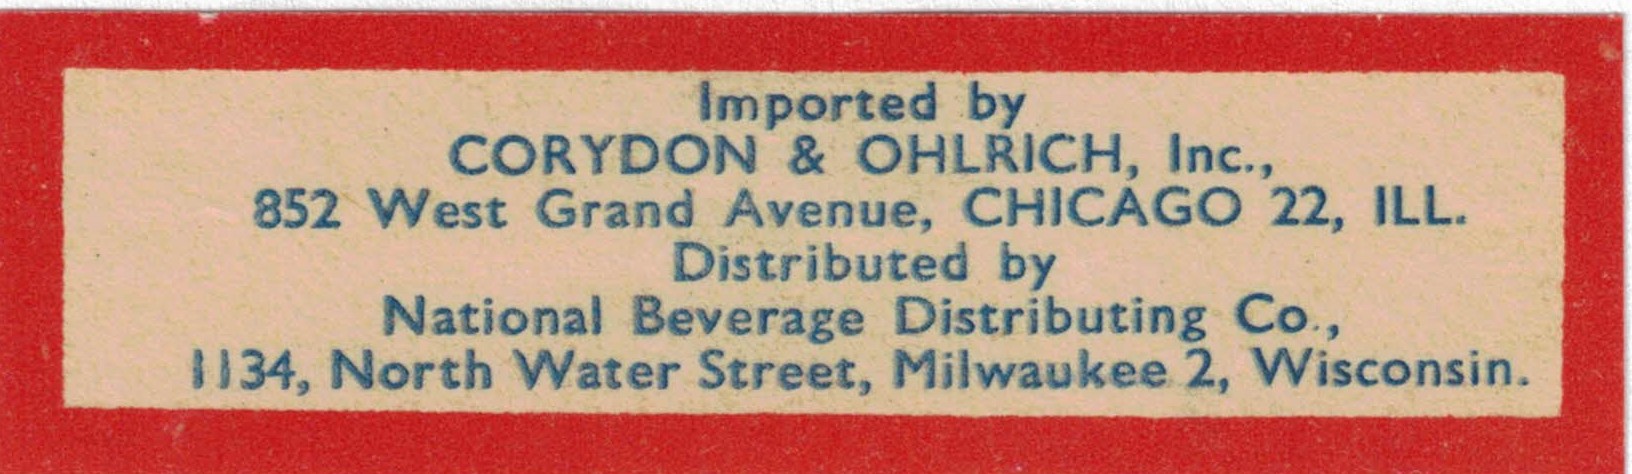 Imported by
CORYDON & OHLRICH, Inc.,
852 West Grand Avenue, CHICAGO 22, ILL.
Distributed by
National Beverage Distributing Co.,
1134, North Water Street, Milwaukee 2, Wisconsin.